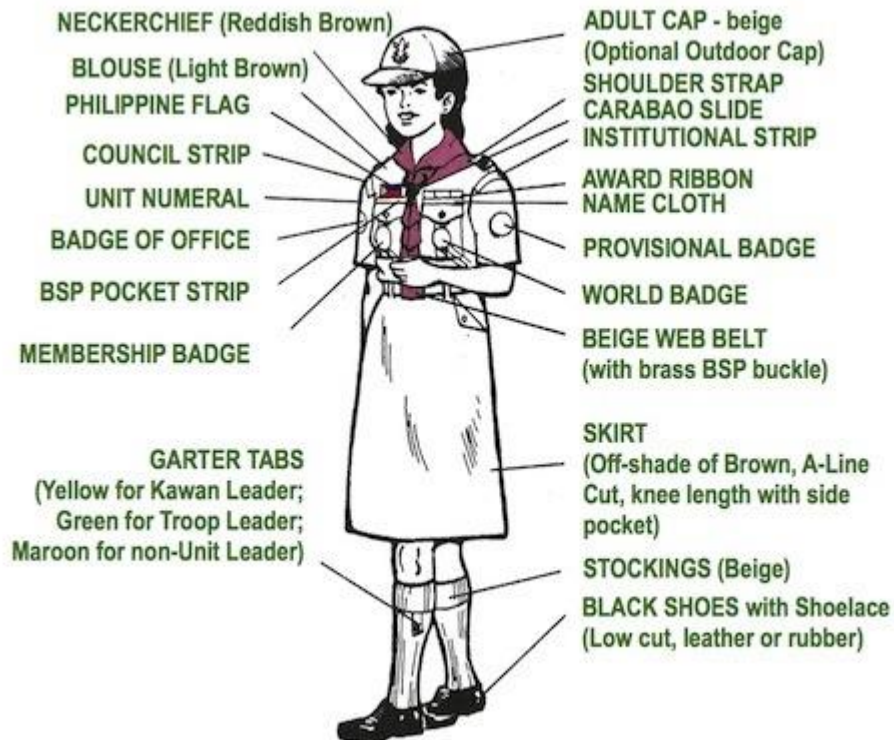 NECKERCHIEF (Reddish Brown)
BLOUSE (Light Brown)
PHILIPPINE FLAG
COUNCIL STRIP
UNIT NUMERAL
BADGE OF OFFICE
BSP POCKET STRIP
MEMBERSHIP BADGE
GARTER TABS
(Yellow for Kawan Leader;
Green for Troop Leader;
Maroon for non-Unit Leader)
ADULT CAP - beige
(Optional Outdoor Cap)
SHOULDER STRAP
CARABAO SLIDE
INSTITUTIONAL STRIP
AWARD RIBBON
NAME CLOTH
PROVISIONAL BADGE
WORLD BADGE
BEIGE WEB BELT
(with brass BSP buckle)
SKIRT
(Off-shade of Brown, A-Line
Cut, knee length with side
pocket)
STOCKINGS (Beige)
BLACK SHOES with Shoelace
(Low cut, leather or rubber)